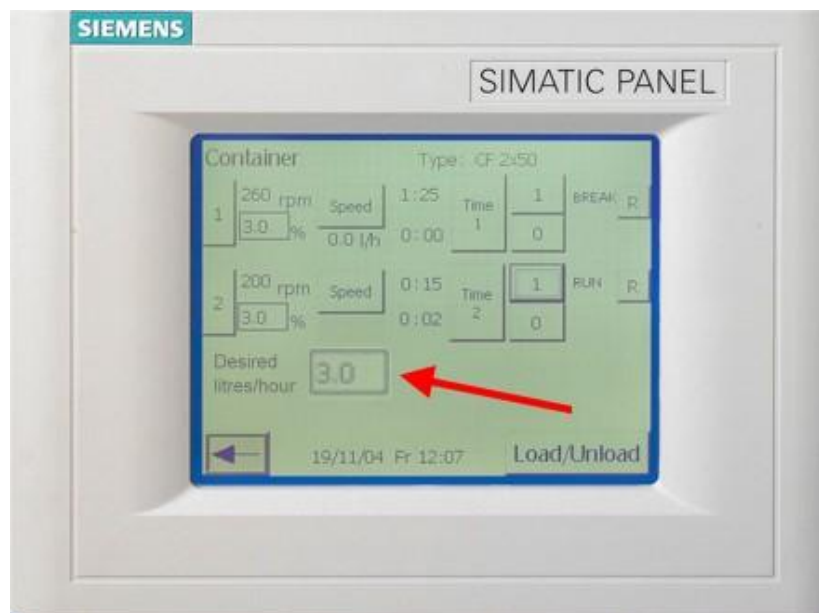 SIEMENS
SIMATIC PANEL
Container Type: CF 2x50
1 260 rpm Speed 1:25 Time 1 1 BREAK R
3.0 % 0.0 l/h 0:00 0
2 200 rpm Speed 0:15 Time 2 1 RUN R
3.0 % 0:02 0
Desired
litres/hour 3.0
19/11/04 Fr 12:07 Load/Unload